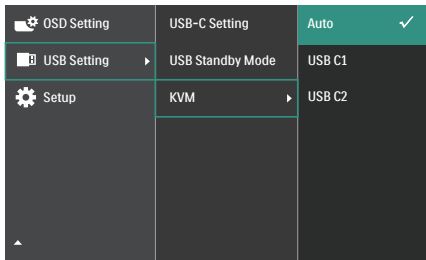 OSD Setting
USB Setting
Setup
USB-C Setting
USB Standby Mode
KVM
Auto
USB C1
USB C2